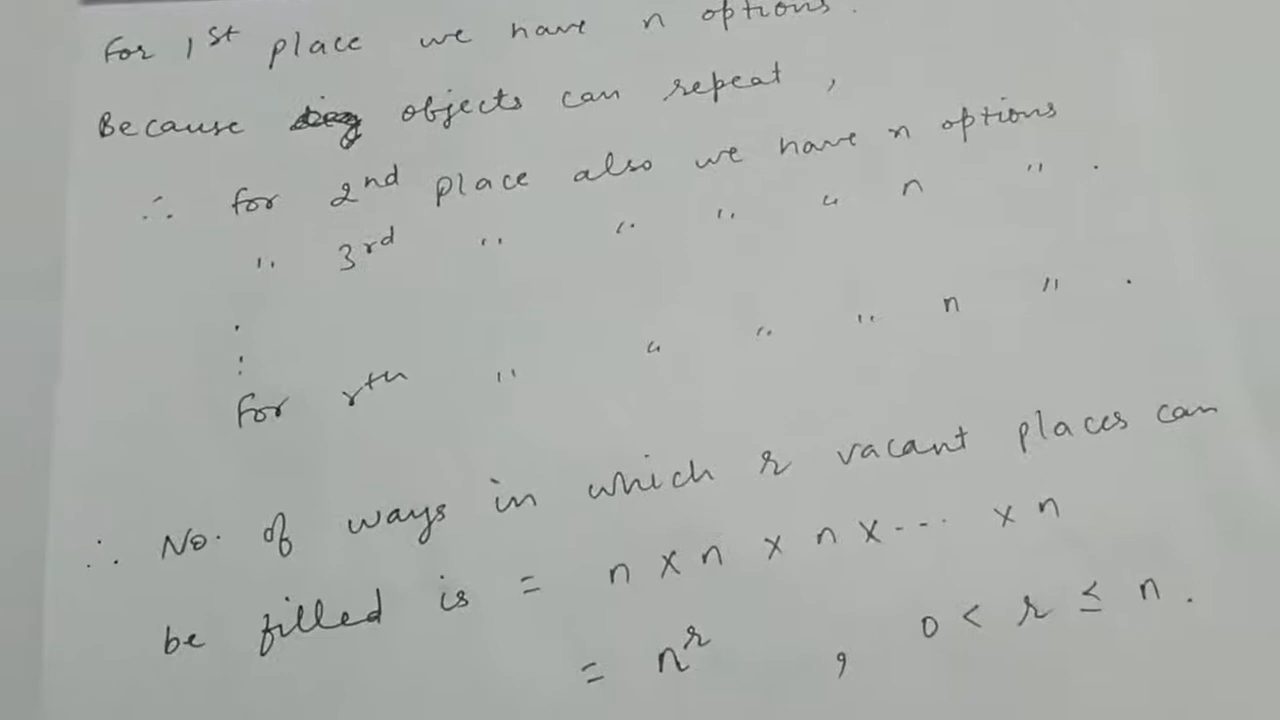 For 1st place we have n options.
Because objects can repeat,
∴ for 2nd place also we have n options
" 3rd " " " " n " .
.
:
For rth " " " " n " .
∴ No. of ways in which r vacant places can
be filled is = n × n × n × --- × n
= n^r , 0 < r ≤ n.